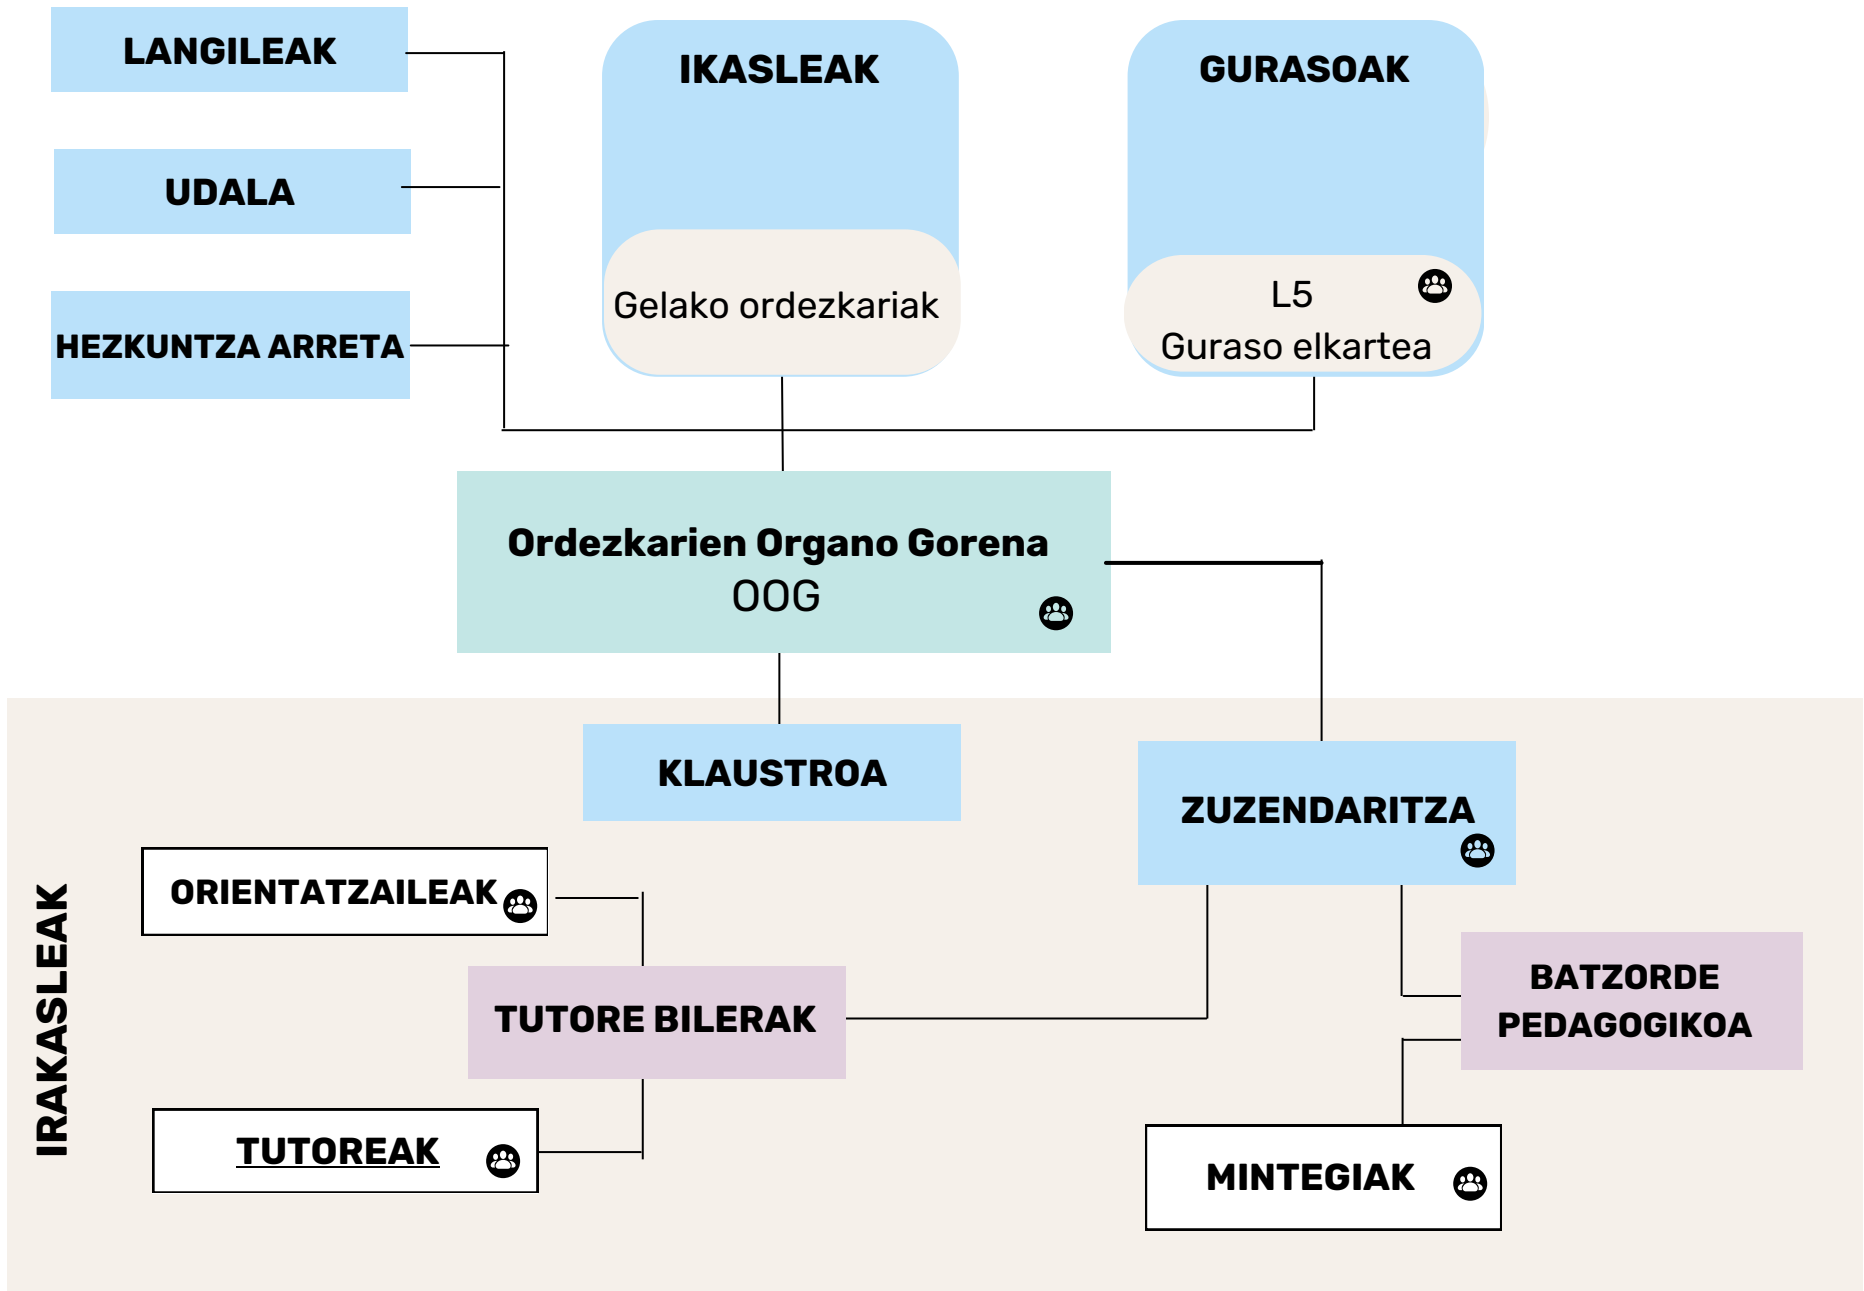 LANGILEAK
IKASLEAK
GURASOAK
UDALA
Gelako ordezkariak
L5
Guraso elkartea
HEZKUNTZA ARRETA
Ordezkarien Organo Gorena
OOG
KLAUSTROA
ZUZENDARITZA
IRAKASLEAK
ORIENTATZAILEAK
TUTORE BILERAK
BATZORDE
PEDAGOGIKOA
TUTOREAK
MINTEGIAK